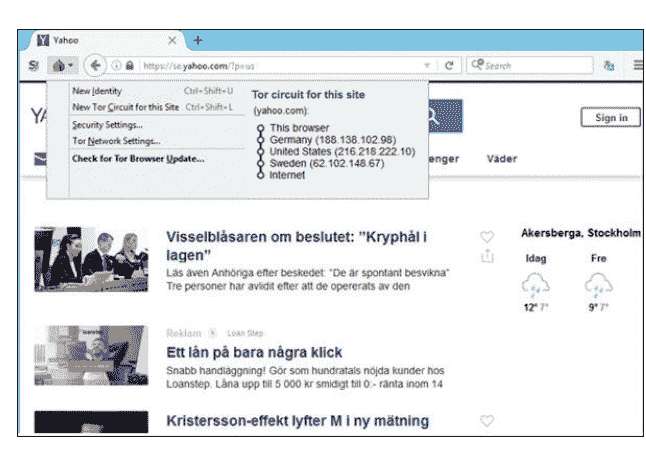 Yahoo
https://se.yahoo.com/?p=us
Search
New Identity Ctrl+Shift+U
New Tor Circuit for this Site Ctrl+Shift+L
Security Settings...
Tor Network Settings...
Check for Tor Browser Update...
Tor circuit for this site
(yahoo.com):
This browser
Germany (188.138.102.98)
United States (216.218.222.10)
Sweden (62.102.148.67)
Internet
Sign in
enger Väder
Visselblåsaren om beslutet: "Kryphål i
lagen"
Läs även Anhöriga efter beskedet: "De är spontant besvikna"
Tre personer har avlidit efter att de opererats av den
Akersberga, Stockholm
Idag Fre
12° 7° 9° 7°
Reklam Loan Step
Ett lån på bara några klick
Snabb handläggning! Gör som hundratals nöjda kunder hos
Loanstep. Låna upp till 5 000 kr smidigt till 0:- ränta inom 14
Kristersson-effekt lyfter M i ny mätning